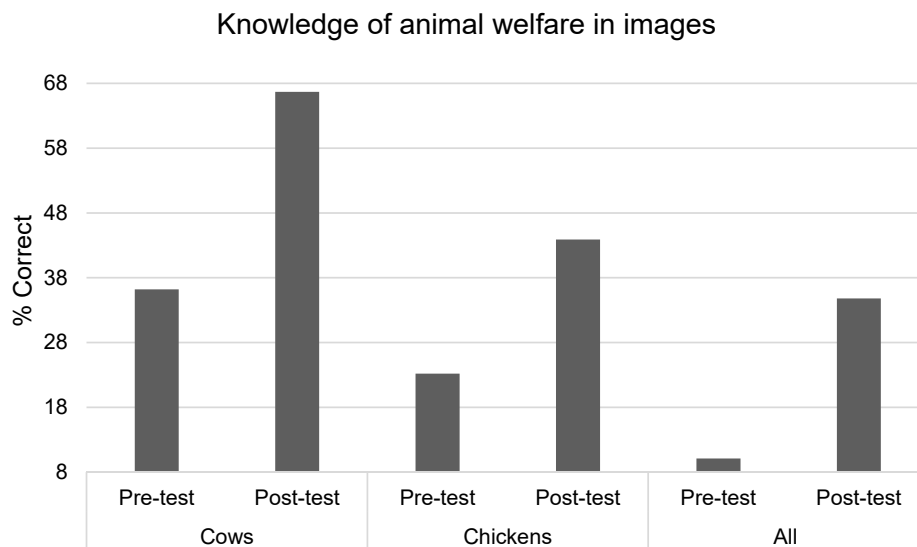 Knowledge of animal welfare in images
% Correct
68
58
48
38
28
18
8
Pre-test Post-test Pre-test Post-test Pre-test Post-test
Cows Chickens All